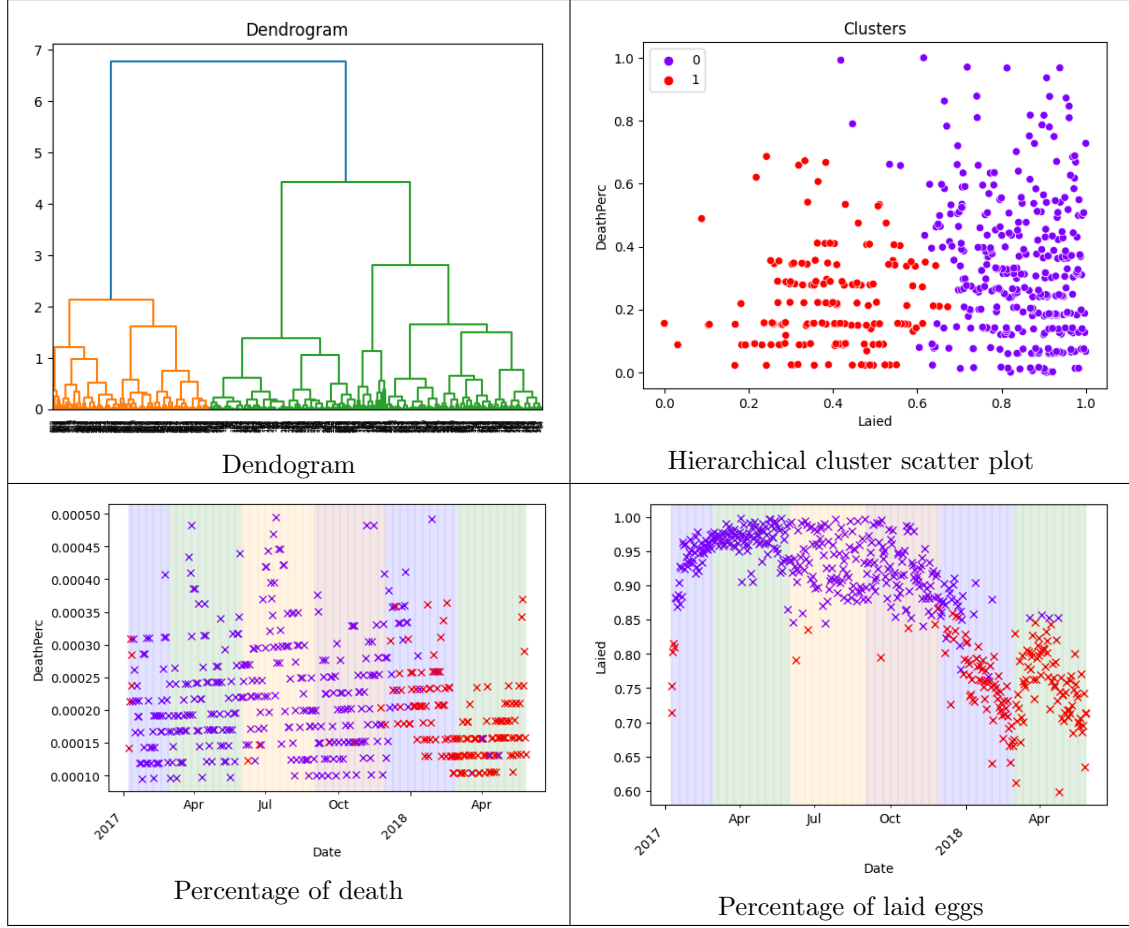 Dendrogram
7
6
5
4
3
2
1
0
Dendogram
Clusters
0
1
1.0
0.8
0.6
0.4
0.2
0.0
DeathPerc
0.0 0.2 0.4 0.6 0.8 1.0
Laied
Hierarchical cluster scatter plot
0.00050
0.00045
0.00040
0.00035
0.00030
0.00025
0.00020
0.00015
0.00010
DeathPerc
2017 Apr Jul Oct 2018 Apr
Date
Percentage of death
1.00
0.95
0.90
0.85
0.80
0.75
0.70
0.65
0.60
Laied
2017 Apr Jul Oct 2018 Apr
Date
Percentage of laid eggs